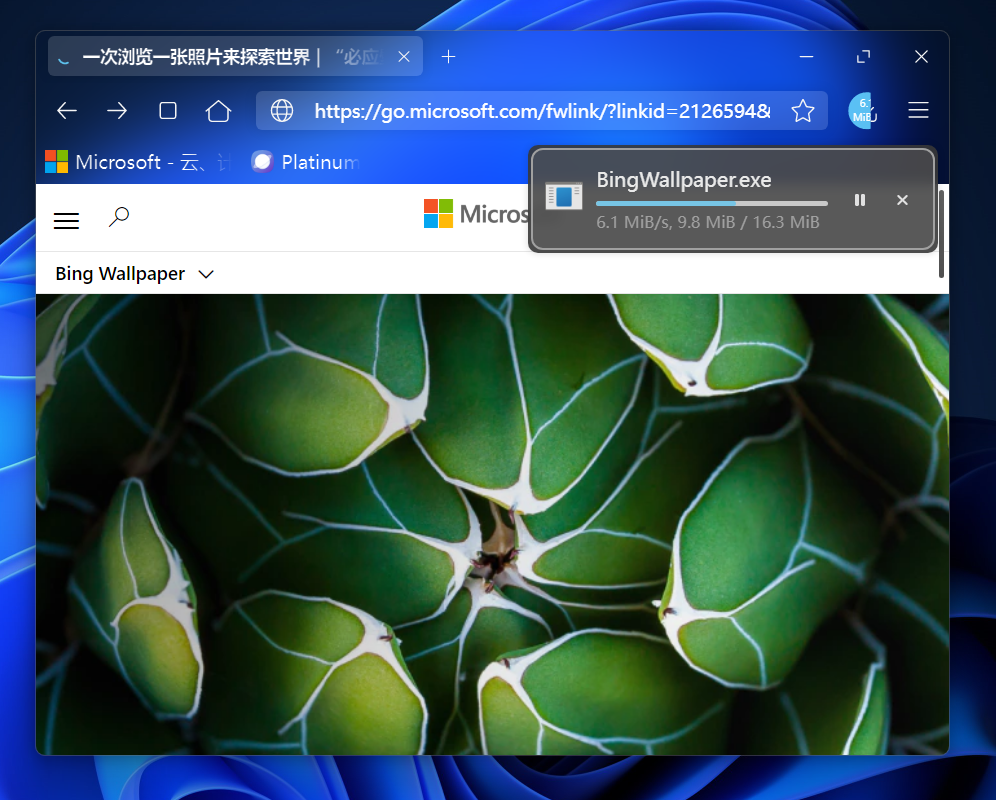 一次浏览一张照片来探索世界 | “必应
https://go.microsoft.com/fwlink/?linkid=2126594&
6.
MiB/
Microsoft - 云、计
Platinum
BingWallpaper.exe
6.1 MiB/s, 9.8 MiB / 16.3 MiB
Micros
Bing Wallpaper